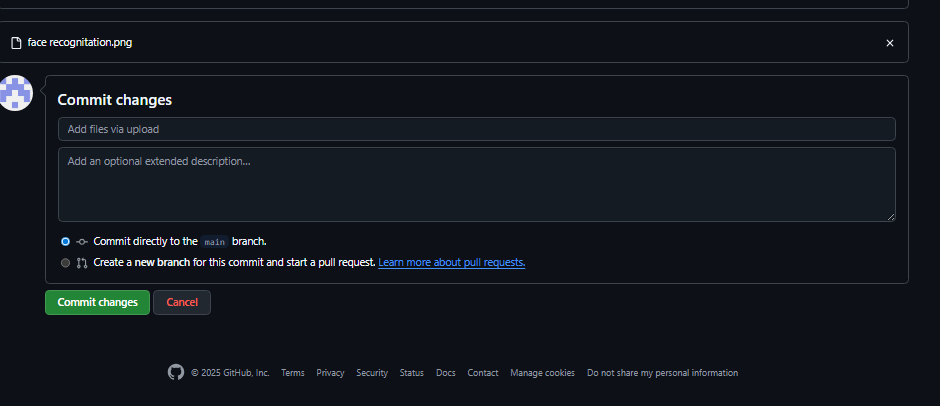 face recognitation.png
Commit changes
Add files via upload
Add an optional extended description...
Commit directly to the main branch.
Create a new branch for this commit and start a pull request. Learn more about pull requests.
Commit changes Cancel
© 2025 GitHub, Inc. Terms Privacy Security Status Docs Contact Manage cookies Do not share my personal information